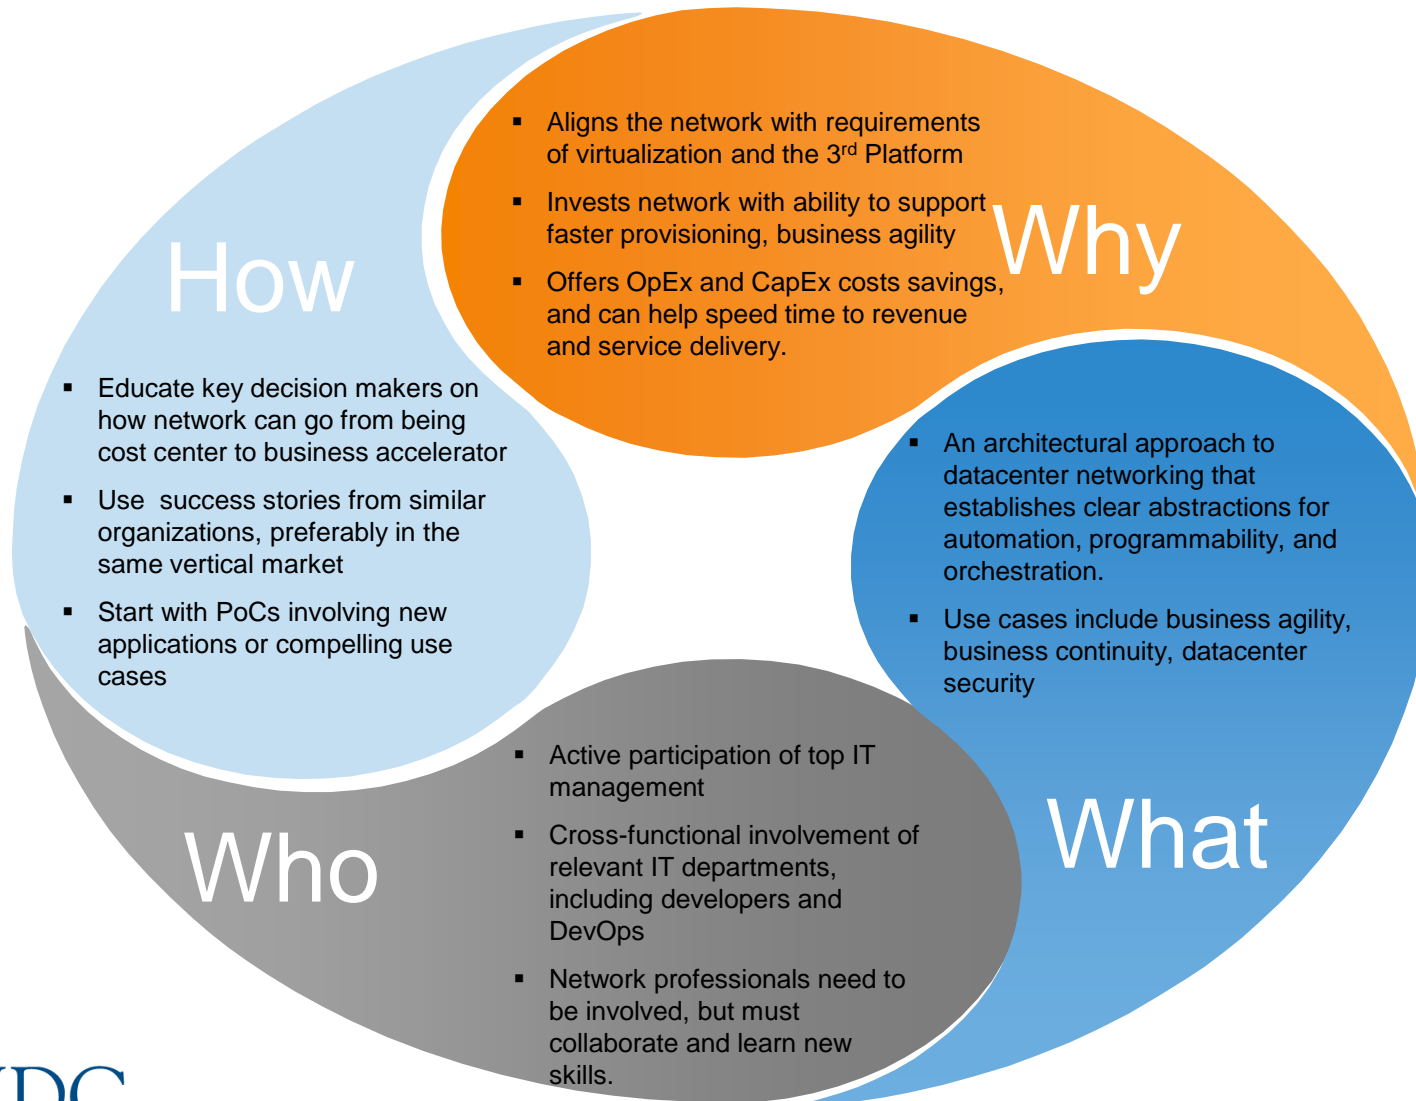 How
▪ Educate key decision makers on
how network can go from being
cost center to business accelerator
▪ Use  success stories from similar
organizations, preferably in the
same vertical market
▪ Start with PoCs involving new
applications or compelling use
cases
▪ Aligns the network with requirements
of virtualization and the 3rd Platform
▪ Invests network with ability to support
faster provisioning, business agility
▪ Offers OpEx and CapEx costs savings,
and can help speed time to revenue
and service delivery.
Why
▪ An architectural approach to
datacenter networking that
establishes clear abstractions for
automation, programmability, and
orchestration.
▪ Use cases include business agility,
business continuity, datacenter
security
What
Who
▪ Active participation of top IT
management
▪ Cross-functional involvement of
relevant IT departments,
including developers and
DevOps
▪ Network professionals need to
be involved, but must
collaborate and learn new
skills.